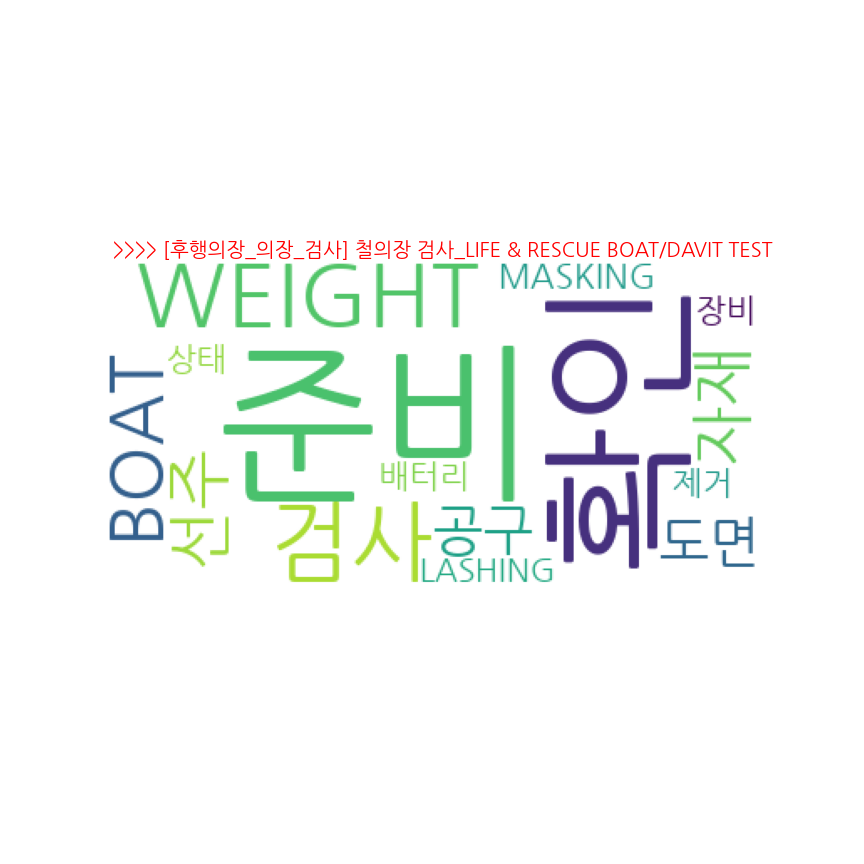 >>>> [후행의장_의장_검사] 철의장 검사_LIFE & RESCUE BOAT/DAVIT TEST
WEIGHT
MASKING
장비
상태
BOAT
준비
확인
자재
선주
배터리
제거
검사
공구
도면
LASHING